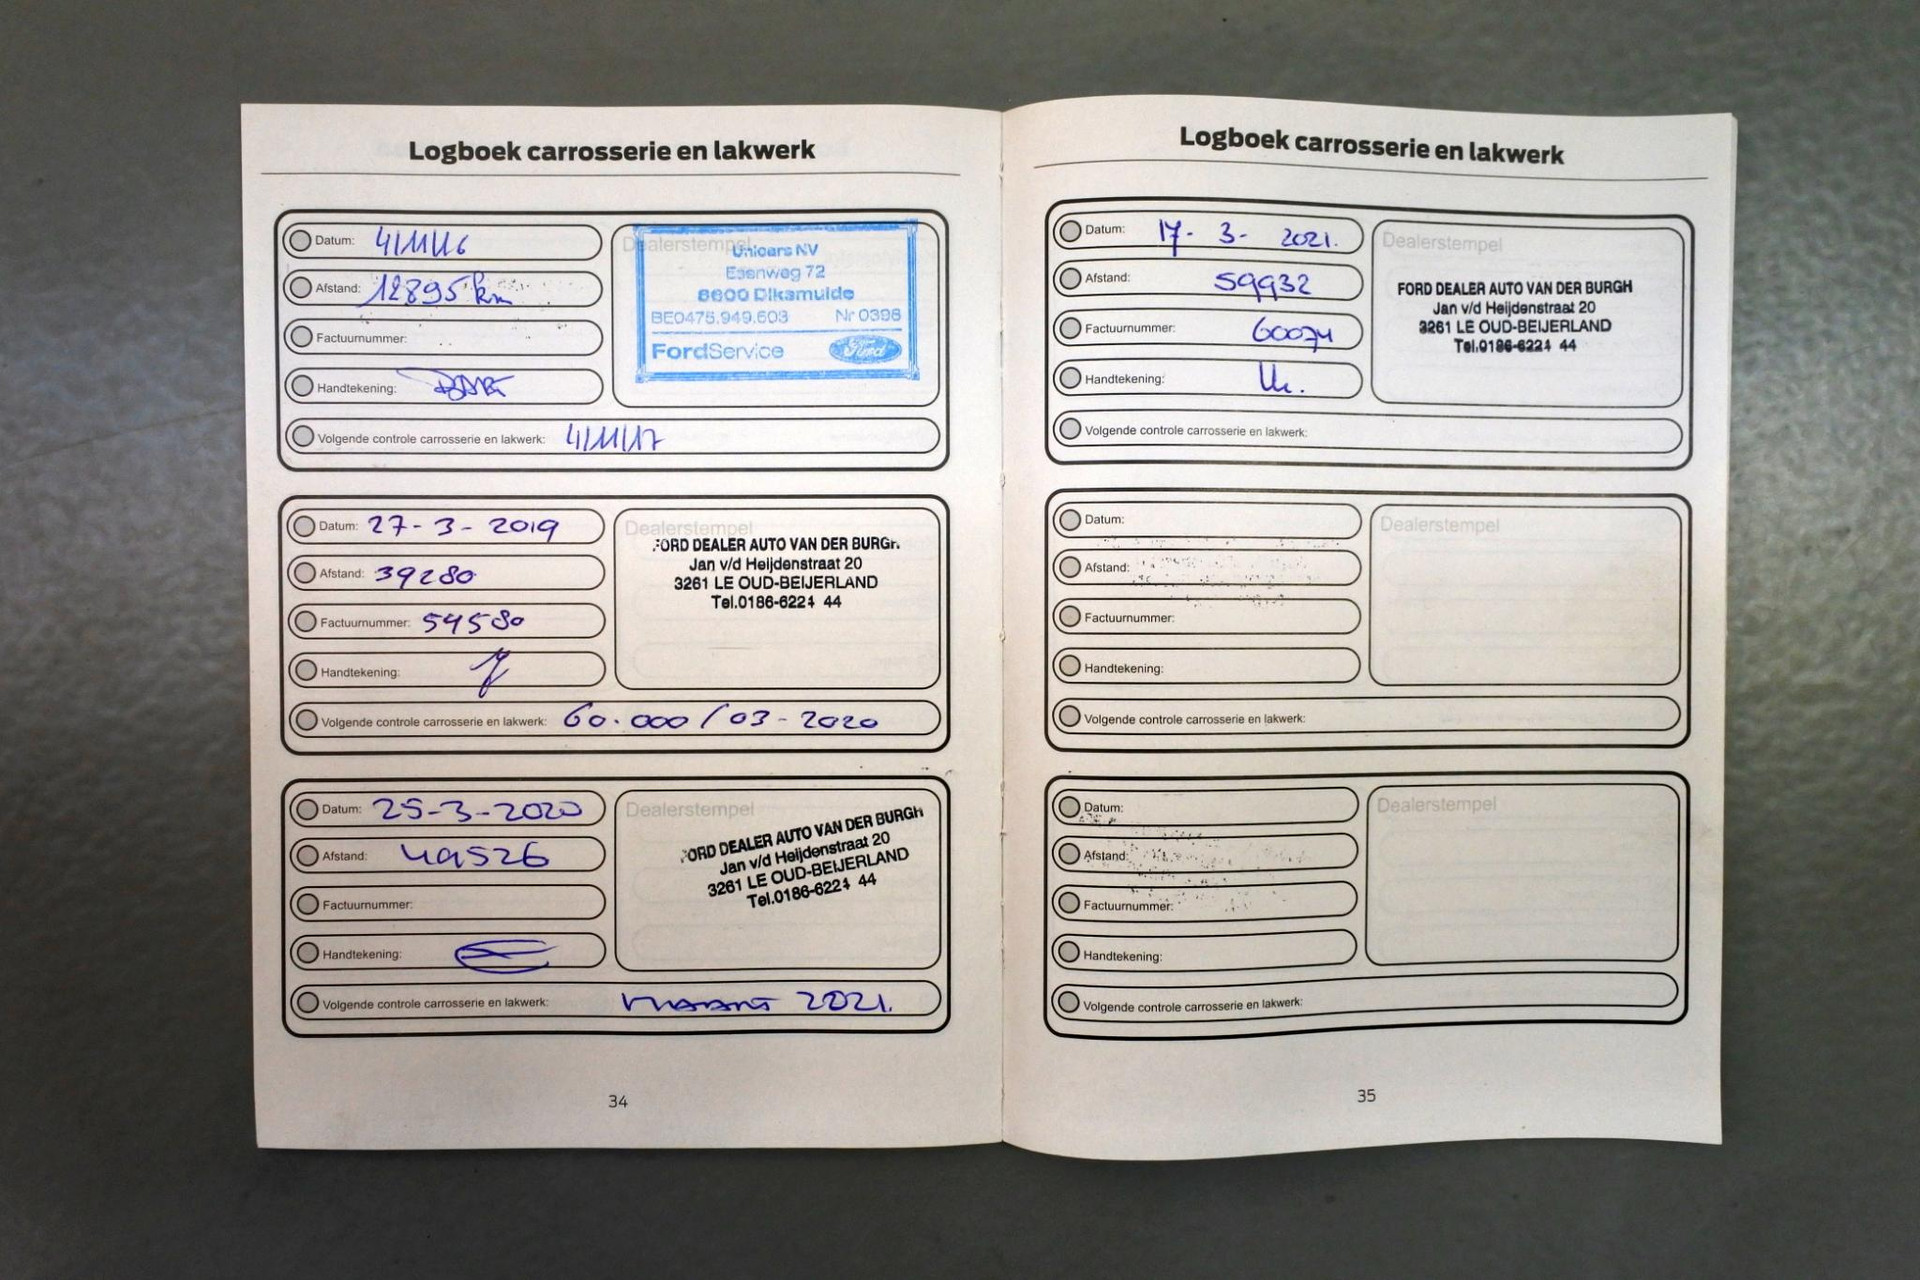 Logboek carrosserie en lakwerk
Datum: 4/11/16
Afstand: 12895 km
Factuurnummer:
Handtekening:
Dealerstempel
Unicars NV
Esenweg 72
8600 Diksmuide
BE0475.949.603 Nr 0398
FordService Ford
Volgende controle carrosserie en lakwerk: 4/11/17
Datum: 27-3-2019
Afstand: 39280
Factuurnummer: 54580
Handtekening:
Dealerstempel
FORD DEALER AUTO VAN DER BURGH
Jan v/d Heijdenstraat 20
3261 LE OUD-BEIJERLAND
Tel.0186-6221 44
Volgende controle carrosserie en lakwerk: 60.000/03-2020
Datum: 25-3-2020
Afstand: 49526
Factuurnummer:
Handtekening:
Dealerstempel
FORD DEALER AUTO VAN DER BURGH
Jan v/d Heijdenstraat 20
3261 LE OUD-BEIJERLAND
Tel.0186-6221 44
Volgende controle carrosserie en lakwerk: maart 2021.
34
Logboek carrosserie en lakwerk
Datum: 17-3-2021.
Afstand: 59932
Factuurnummer: 60074
Handtekening:
Dealerstempel
FORD DEALER AUTO VAN DER BURGH
Jan v/d Heijdenstraat 20
3261 LE OUD-BEIJERLAND
Tel.0186-6221 44
Volgende controle carrosserie en lakwerk:
Datum:
Afstand:
Factuurnummer:
Handtekening:
Dealerstempel
Volgende controle carrosserie en lakwerk:
Datum:
Afstand:
Factuurnummer:
Handtekening:
Dealerstempel
Volgende controle carrosserie en lakwerk:
35